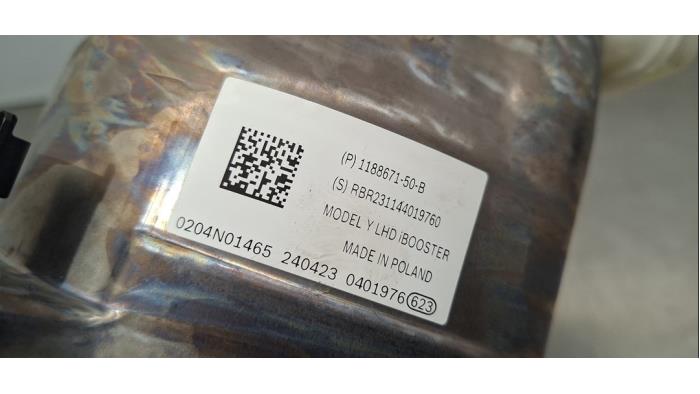 (P) 1188671-50-B
(S) RBR231144019760
MODEL Y LHD iBOOSTER
MADE IN POLAND
0204N01465 240423 0401976 623